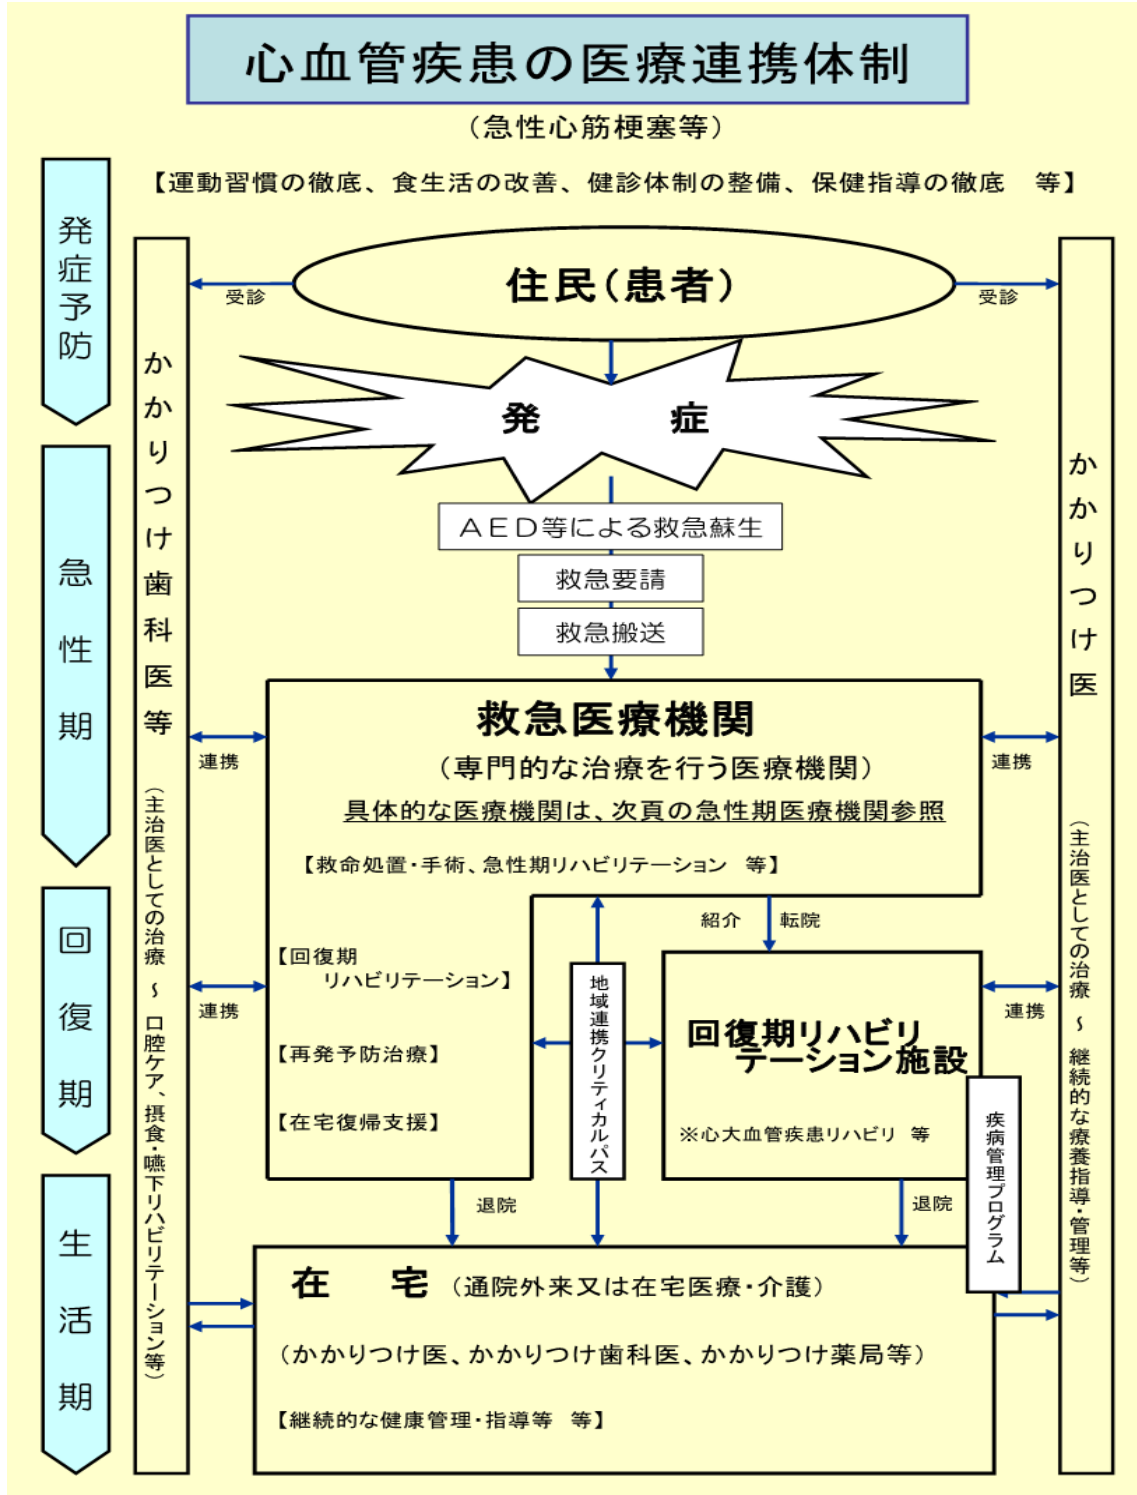 心血管疾患の医療連携体制
（急性心筋梗塞等）
【運動習慣の徹底、食生活の改善、健診体制の整備、保健指導の徹底　等】
発症予防
急性期
回復期
生活期
かかりつけ歯科医等
（主治医としての治療　～　口腔ケア、摂食・嚥下リハビリテーション等）
住民（患者）
受診
受診
発　症
ＡＥＤ等による救急蘇生
救急要請
救急搬送
救急医療機関
（専門的な治療を行う医療機関）
具体的な医療機関は、次頁の急性期医療機関参照
【救命処置・手術、急性期リハビリテーション　等】
連携
連携
紹介
転院
【回復期
リハビリテーション】
【再発予防治療】
【在宅復帰支援】
連携
連携
地域連携クリティカルパス
回復期リハビリ
テーション施設
※心大血管疾患リハビリ　等
疾病管理プログラム
退院
退院
在　宅（通院外来又は在宅医療・介護）
（かかりつけ医、かかりつけ歯科医、かかりつけ薬局等）
【継続的な健康管理・指導等　等】
かかりつけ医
（主治医としての治療　～　継続的な療養指導・管理等）